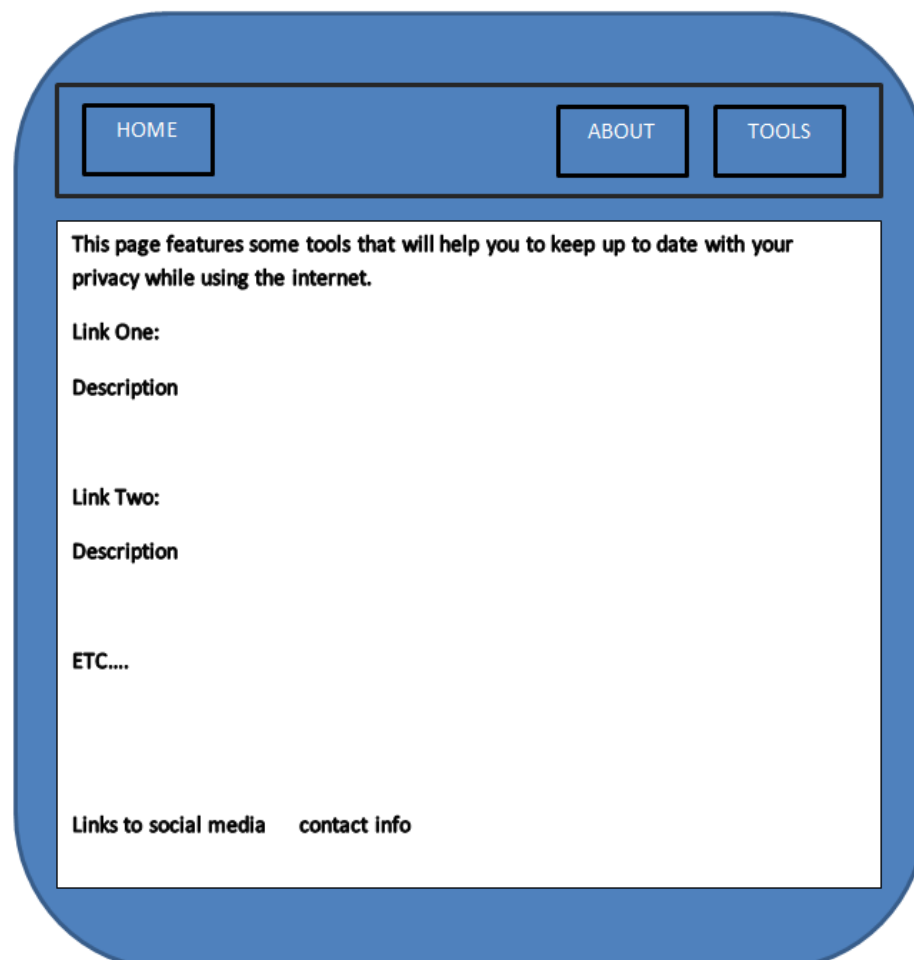 HOME ABOUT TOOLS
This page features some tools that will help you to keep up to date with your
privacy while using the internet.
Link One:
Description
Link Two:
Description
ETC....
Links to social media contact info